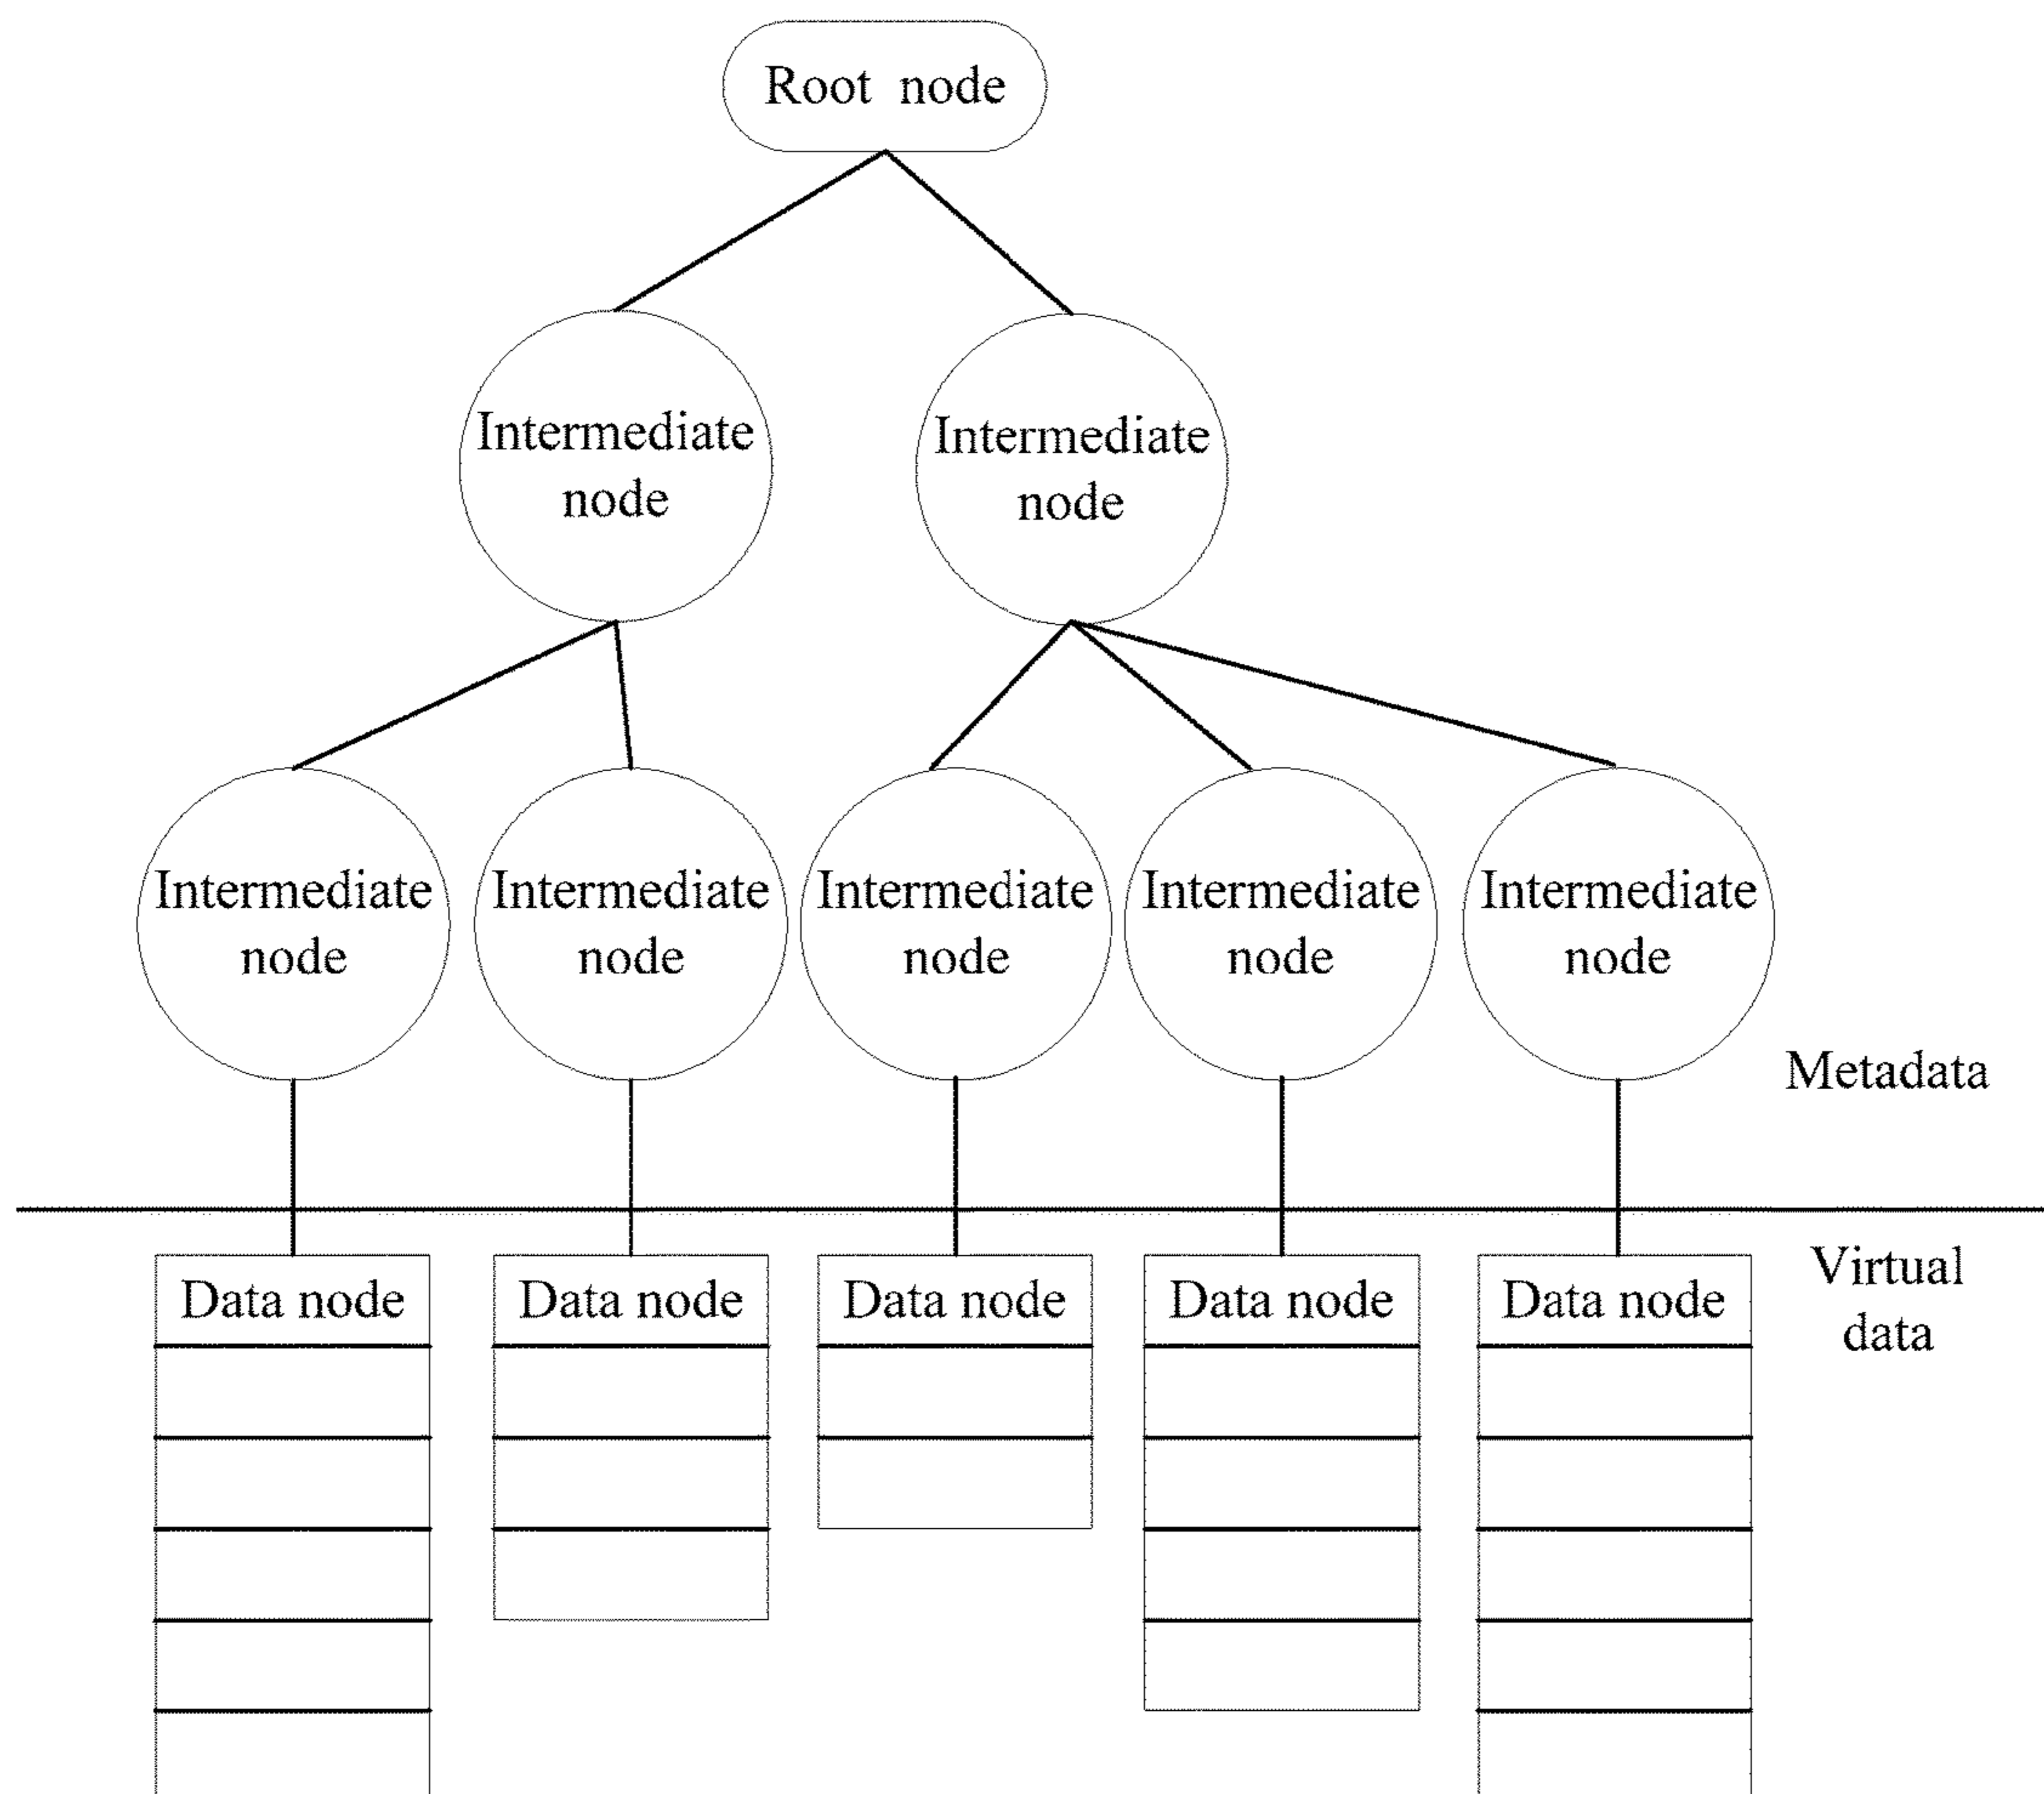 Root node
Intermediate
node
Intermediate
node
Intermediate
node
Intermediate
node
Intermediate
node
Intermediate
node
Intermediate
node
Metadata
Virtual
data
Data node
Data node
Data node
Data node
Data node